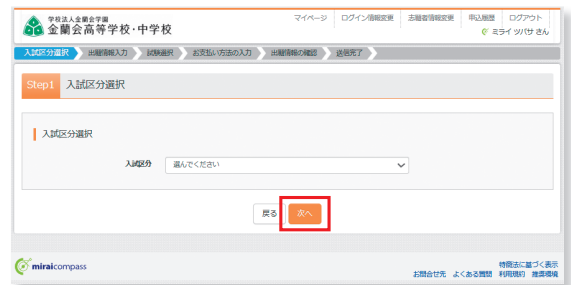 学校法人金蘭会学園
金蘭会高等学校・中学校
マイページ ログイン情報変更 志願者情報変更 申込履歴 ログアウト
ミライ ツバサ さん
入試区分選択 出願情報入力 試験選択 お支払い方法の入力 出願情報の確認 送信完了
Step1 入試区分選択
入試区分選択
入試区分 選んでください
戻る 次へ
miraicompass
特商法に基づく表示
お問合せ先 よくある質問 利用規約 推奨環境